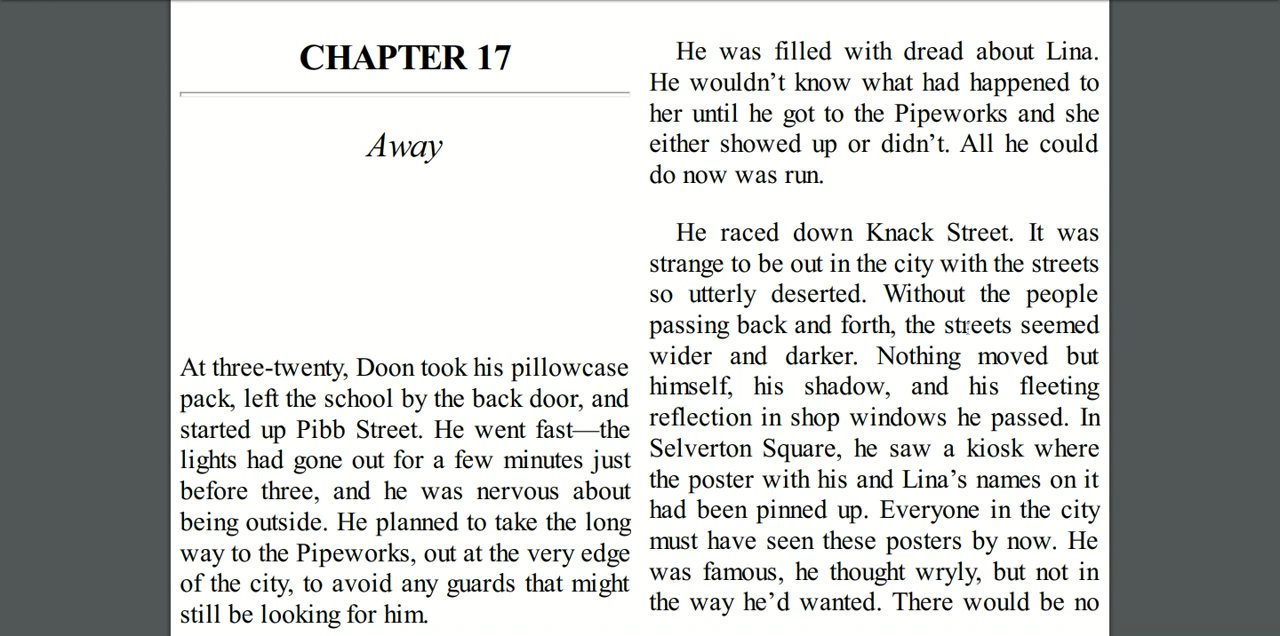 CHAPTER 17
Away
At three-twenty, Doon took his pillowcase
pack, left the school by the back door, and
started up Pibb Street. He went fast—the
lights had gone out for a few minutes just
before three, and he was nervous about
being outside. He planned to take the long
way to the Pipeworks, out at the very edge
of the city, to avoid any guards that might
still be looking for him.
He was filled with dread about Lina.
He wouldn’t know what had happened to
her until he got to the Pipeworks and she
either showed up or didn’t. All he could
do now was run.
He raced down Knack Street. It was
strange to be out in the city with the streets
so utterly deserted. Without the people
passing back and forth, the streets seemed
wider and darker. Nothing moved but
himself, his shadow, and his fleeting
reflection in shop windows he passed. In
Selverton Square, he saw a kiosk where
the poster with his and Lina’s names on it
had been pinned up. Everyone in the city
must have seen these posters by now. He
was famous, he thought wryly, but not in
the way he’d wanted. There would be no